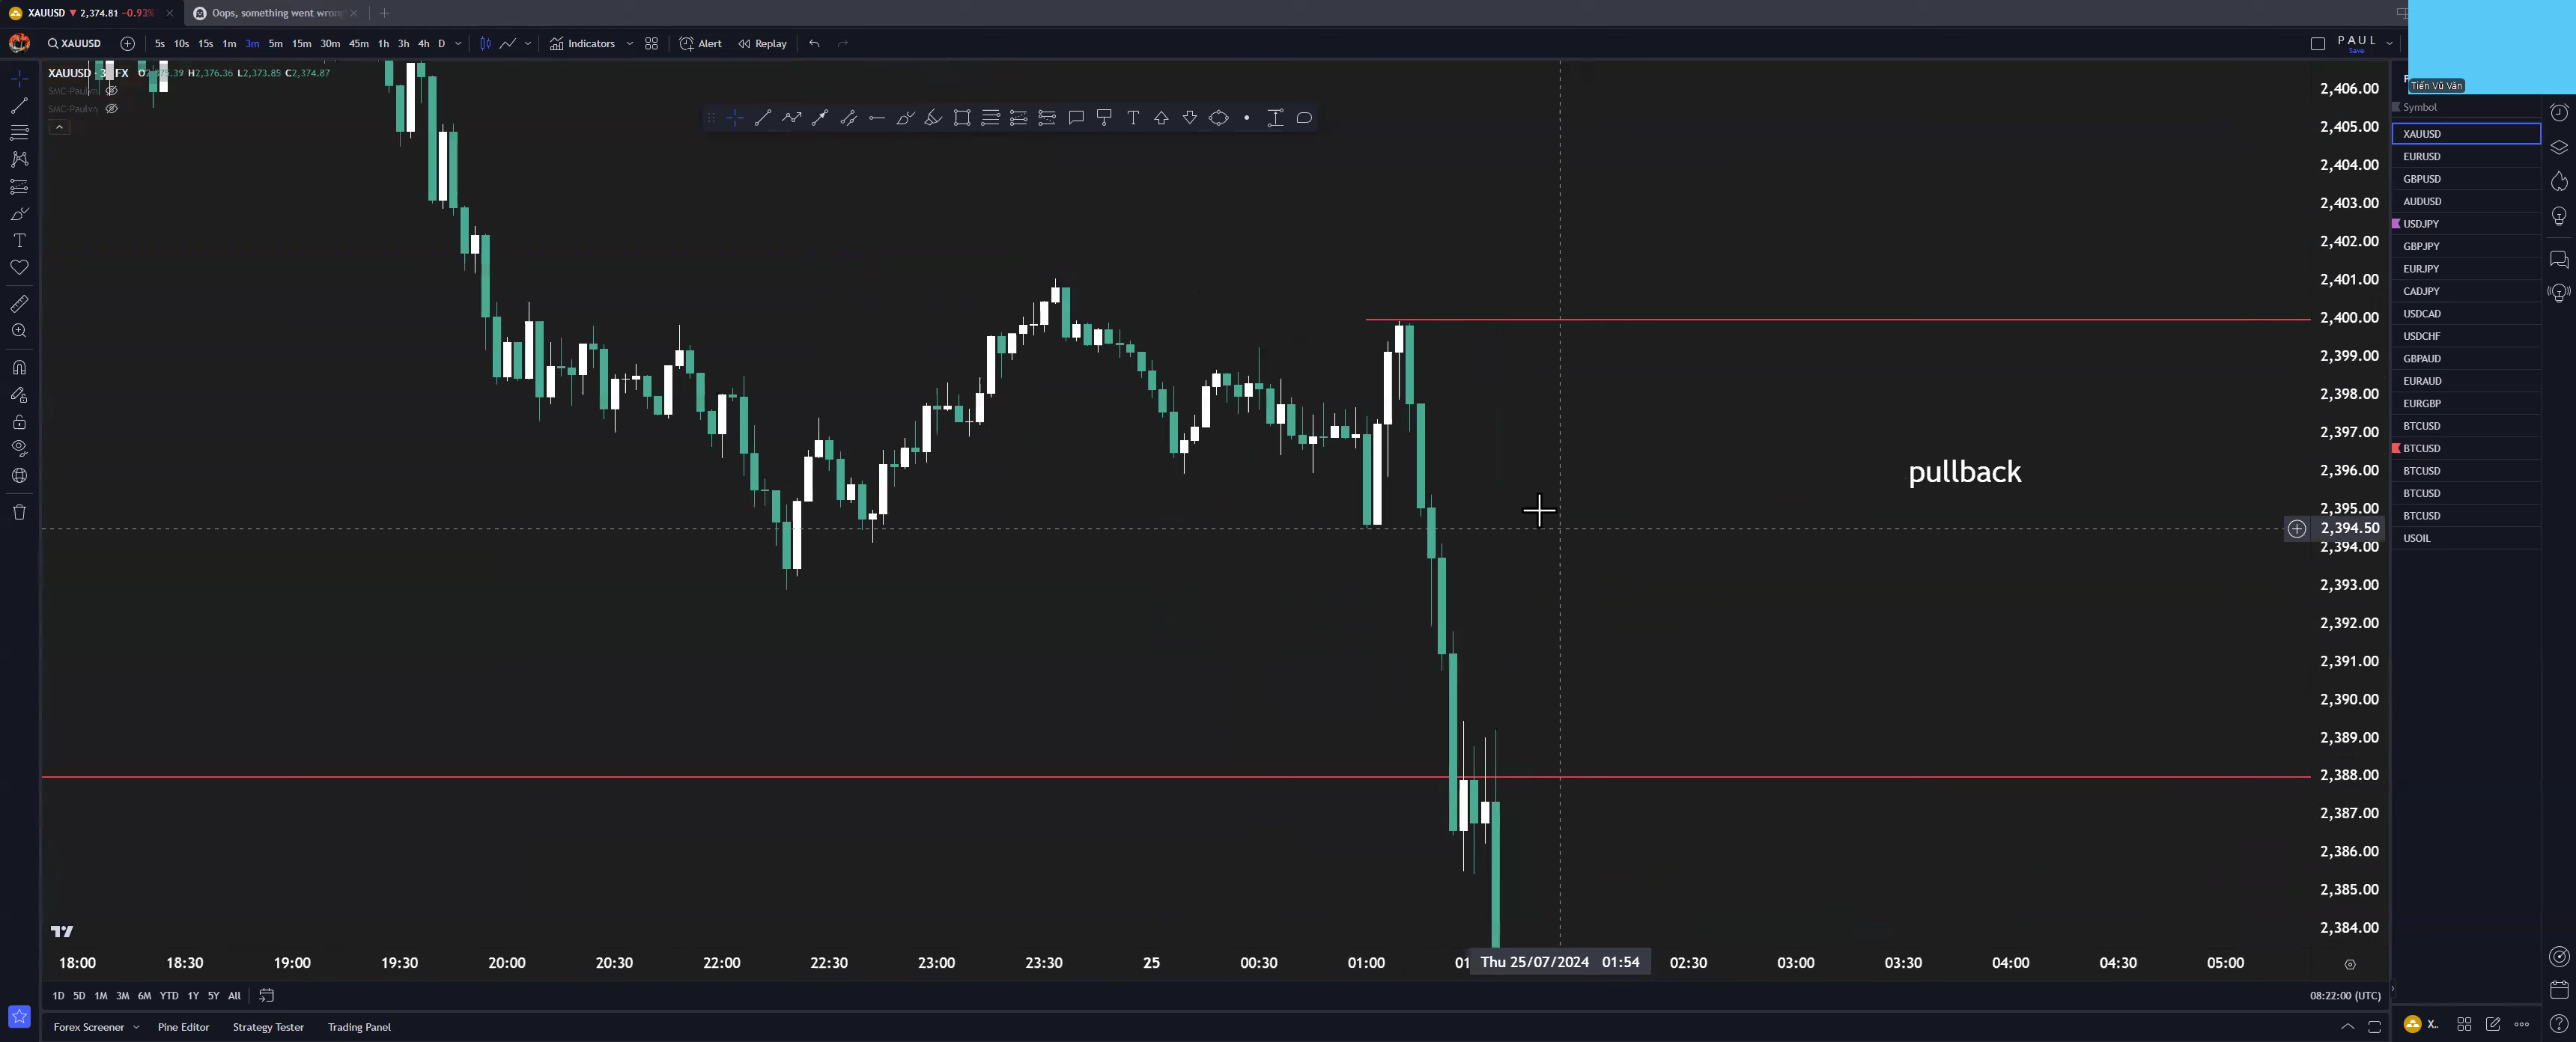 XAUUSD ▼ 2,374.81 -0.93%
Oops, something went wrong
XAUUSD
5s 10s 15s 1m 3m 5m 15m 30m 45m 1h 3h 4h D
Indicators
Alert
Replay
PAUL
Save
Tiến Vũ Văn
XAUUSD · 3 FX H2,376.36 L2,373.85 C2,374.87
SMC-Paulvn
SMC-Paulvn
pullback
2,406.00
2,405.00
2,404.00
2,403.00
2,402.00
2,401.00
2,400.00
2,399.00
2,398.00
2,397.00
2,396.00
2,395.00
2,394.50
2,394.00
2,393.00
2,392.00
2,391.00
2,390.00
2,389.00
2,388.00
2,387.00
2,386.00
2,385.00
2,384.00
Symbol
XAUUSD
EURUSD
GBPUSD
AUDUSD
USDJPY
GBPJPY
EURJPY
CADJPY
USDCAD
USDCHF
GBPAUD
EURAUD
EURGBP
BTCUSD
BTCUSD
BTCUSD
BTCUSD
BTCUSD
USOIL
18:00 18:30 19:00 19:30 20:00 20:30 22:00 22:30 23:00 23:30 25 00:30 01:00 Thu 25/07/2024 01:54 02:30 03:00 03:30 04:00 04:30 05:00
1D 5D 1M 3M 6M YTD 1Y 5Y All
08:22:00 (UTC)
Forex Screener
Pine Editor
Strategy Tester
Trading Panel
X..